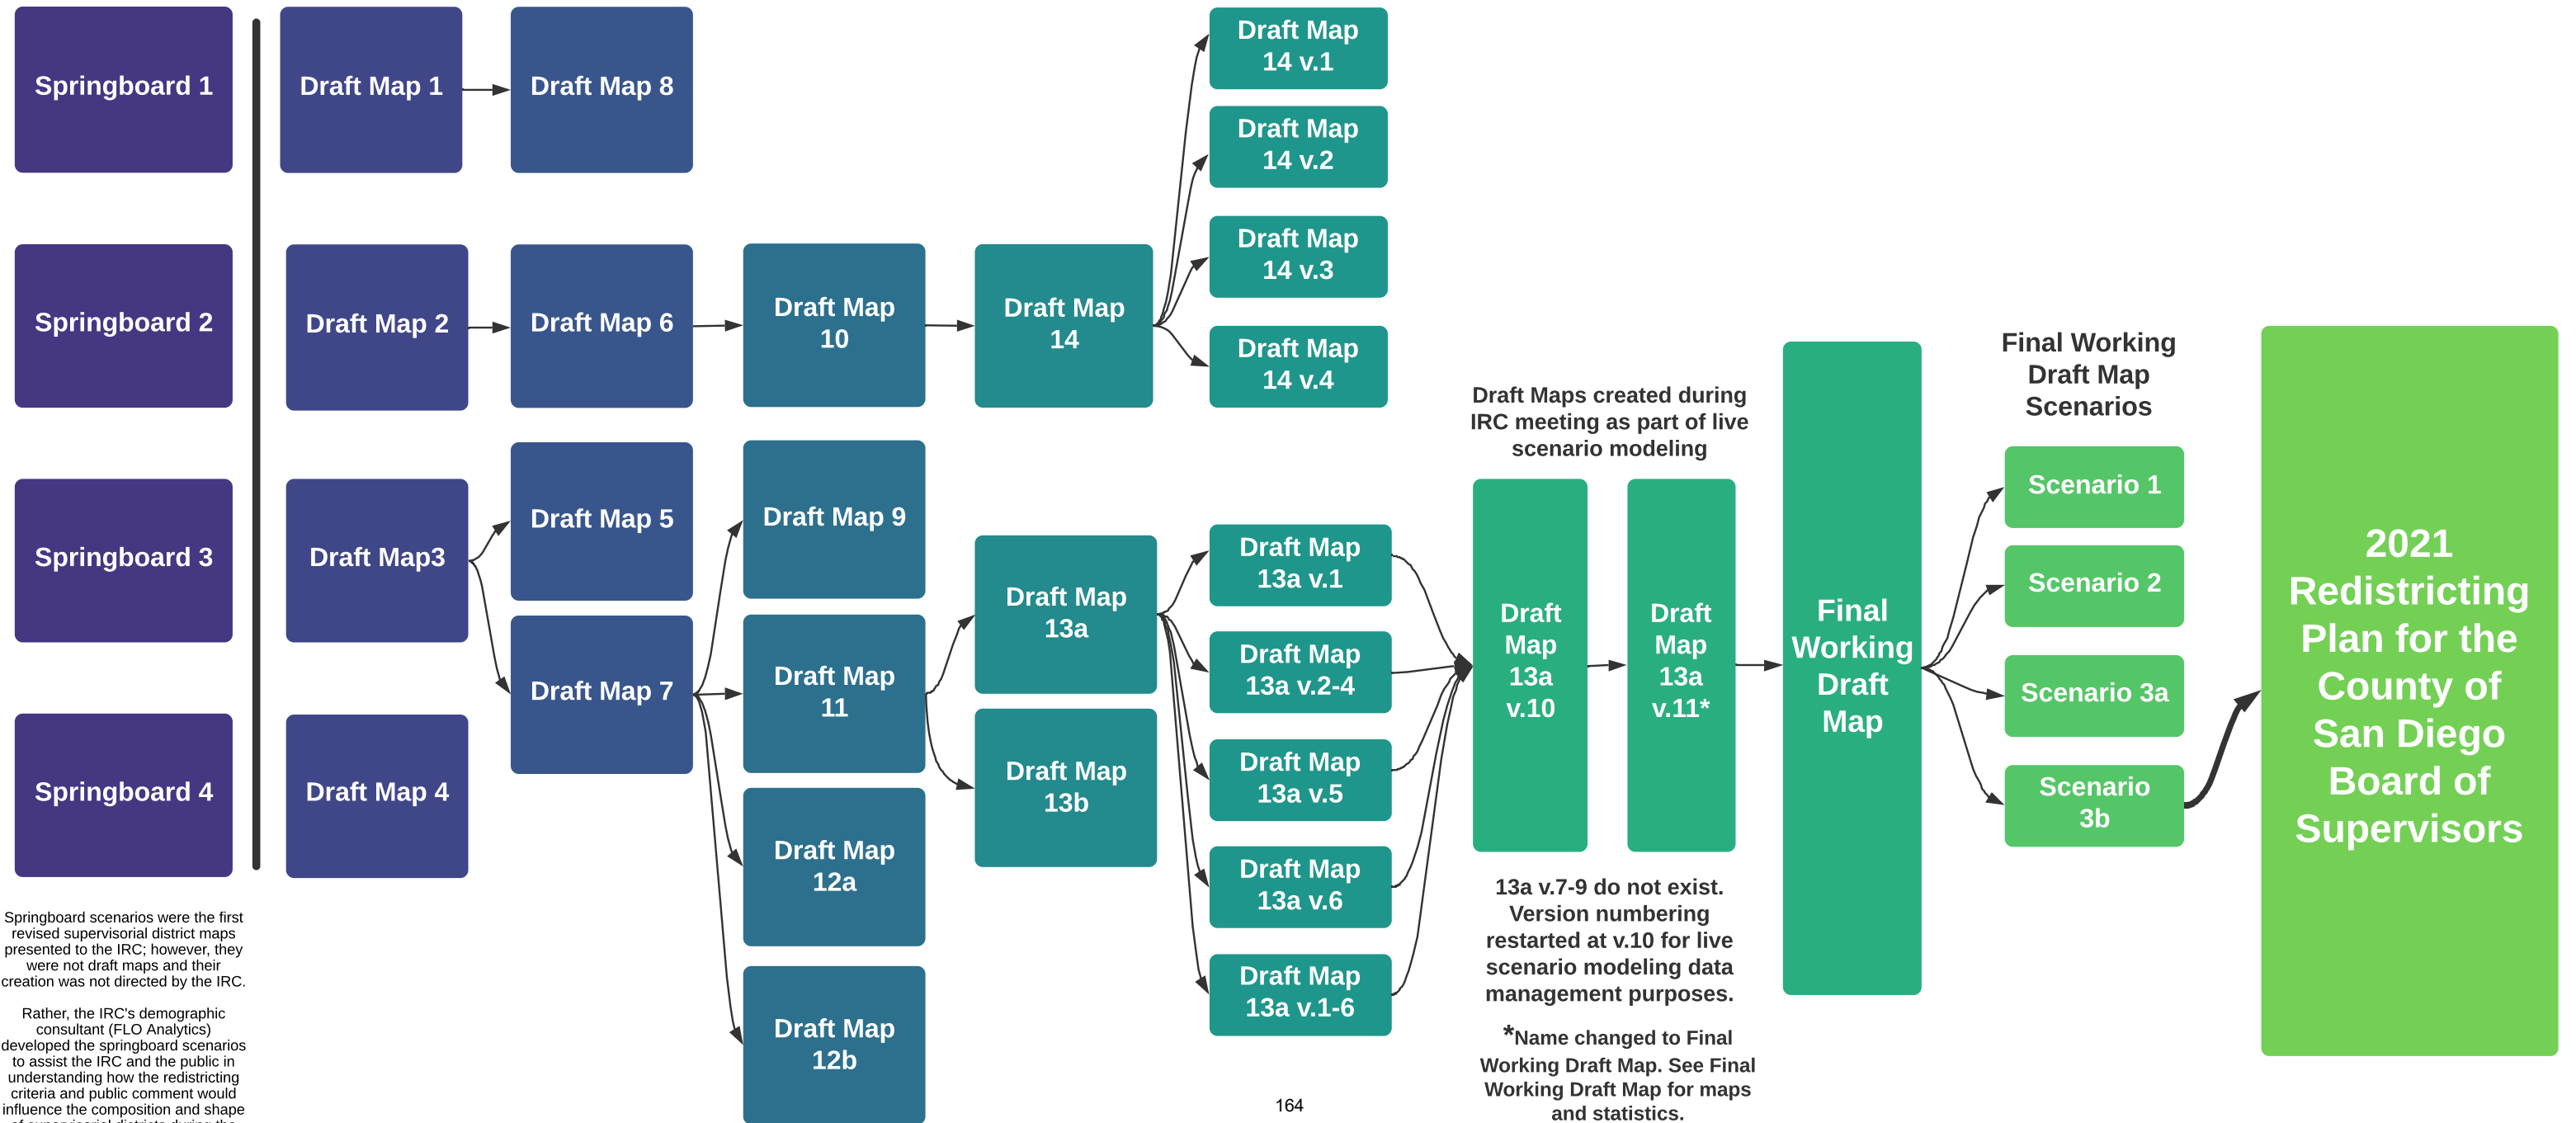 Springboard 1
Springboard 2
Springboard 3
Springboard 4
Springboard scenarios were the first
revised supervisorial district maps
presented to the IRC; however, they
were not draft maps and their
creation was not directed by the IRC.
Rather, the IRC's demographic
consultant (FLO Analytics)
developed the springboard scenarios
to assist the IRC and the public in
understanding how the redistricting
criteria and public comment would
influence the composition and shape
of supervisorial districts during the
Draft Map 1
Draft Map 2
Draft Map3
Draft Map 4
Draft Map 8
Draft Map 6
Draft Map 5
Draft Map 7
Draft Map
10
Draft Map 9
Draft Map
11
Draft Map
12a
Draft Map
12b
Draft Map
14
Draft Map
13a
Draft Map
13b
Draft Map
14 v.1
Draft Map
14 v.2
Draft Map
14 v.3
Draft Map
14 v.4
Draft Map
13a v.1
Draft Map
13a v.2-4
Draft Map
13a v.5
Draft Map
13a v.6
Draft Map
13a v.1-6
164
Draft Maps created during
IRC meeting as part of live
scenario modeling
Draft
Map
13a
v.10
Draft
Map
13a
v.11*
13a v.7-9 do not exist.
Version numbering
restarted at v.10 for live
scenario modeling data
management purposes.
*Name changed to Final
Working Draft Map. See Final
Working Draft Map for maps
and statistics.
Final
Working
Draft
Map
Final Working
Draft Map
Scenarios
Scenario 1
Scenario 2
Scenario 3a
Scenario
3b
2021
Redistricting
Plan for the
County of
San Diego
Board of
Supervisors